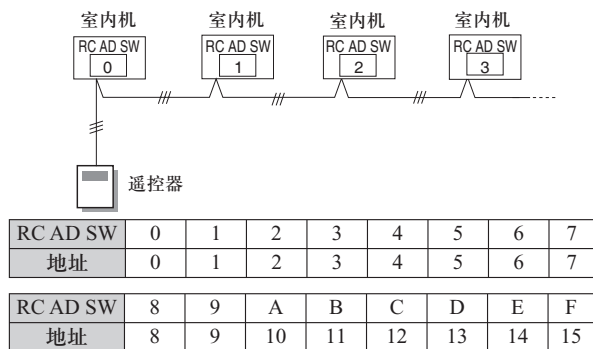 室内机 室内机 室内机 室内机
RC AD SW RC AD SW RC AD SW RC AD SW
0 1 2 3
遥控器
RC AD SW 0 1 2 3 4 5 6 7
地址 0 1 2 3 4 5 6 7
RC AD SW 8 9 A B C D E F
地址 8 9 10 11 12 13 14 15